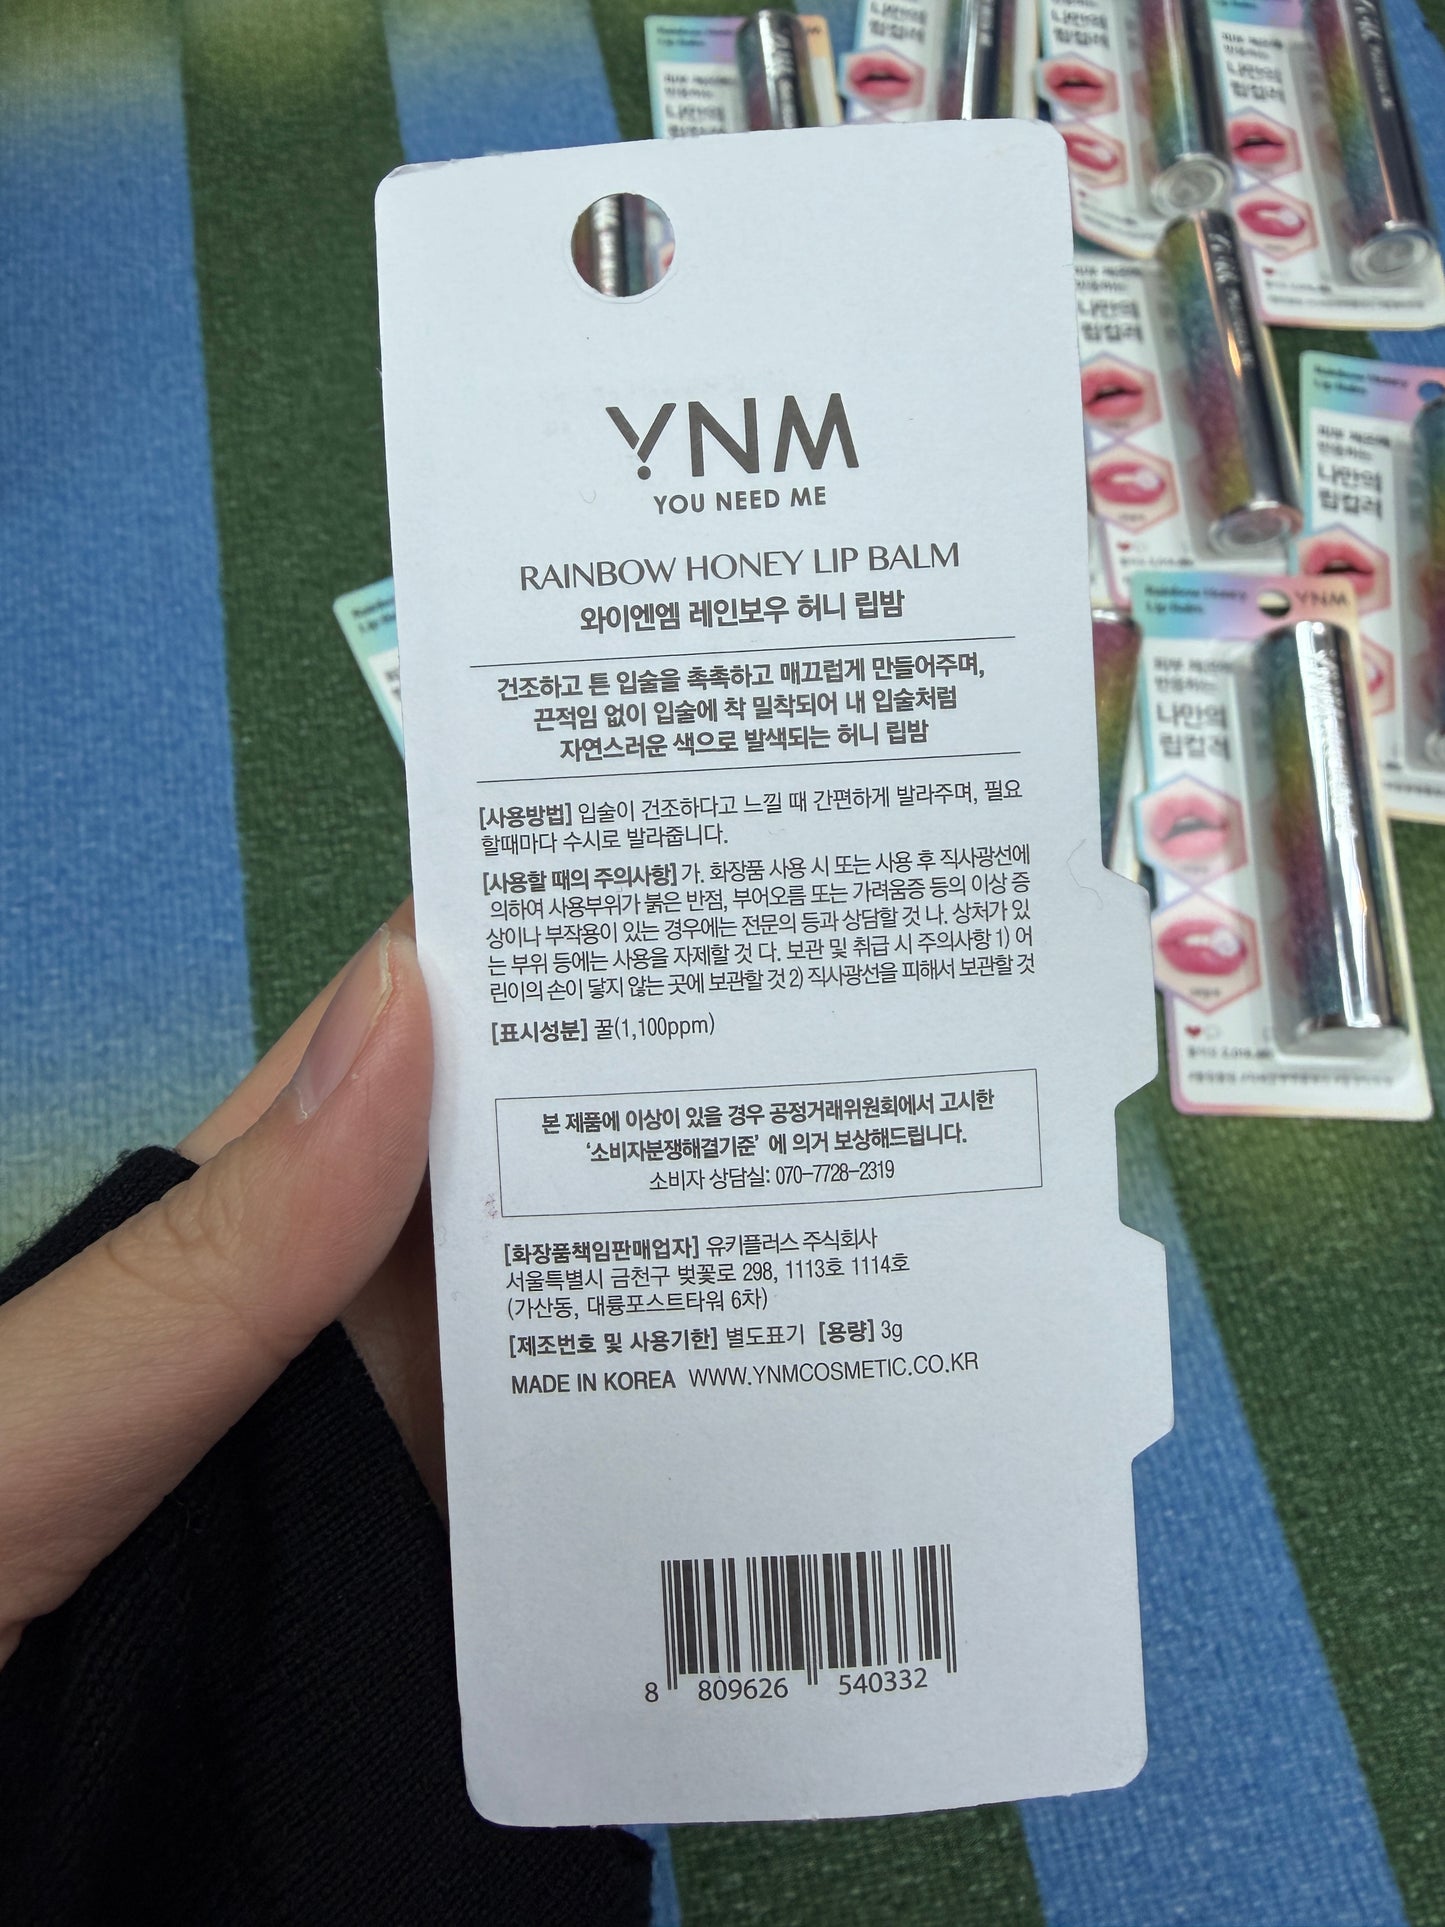 YNM
YOU NEED ME
RAINBOW HONEY LIP BALM
와이엔엠 레인보우 허니 립밤
건조하고 튼 입술을 촉촉하고 매끄럽게 만들어주며,
끈적임 없이 입술에 착 밀착되어 내 입술처럼
자연스러운 색으로 발색되는 허니 립밤
[사용방법] 입술이 건조하다고 느낄 때 간편하게 발라주며, 필요
할때마다 수시로 발라줍니다.
[사용할 때의 주의사항] 가. 화장품 사용 시 또는 사용 후 직사광선에
의하여 사용부위가 붉은 반점, 부어오름 또는 가려움증 등의 이상 증
상이나 부작용이 있는 경우에는 전문의 등과 상담할 것 나. 상처가 있
는 부위 등에는 사용을 자제할 것 다. 보관 및 취급 시 주의사항 1) 어
린이의 손이 닿지 않는 곳에 보관할 것 2) 직사광선을 피해서 보관할 것
[표시성분] 꿀(1,100ppm)
본 제품에 이상이 있을 경우 공정거래위원회에서 고시한
‘소비자분쟁해결기준’ 에 의거 보상해드립니다.
소비자 상담실: 070-7728-2319
[화장품책임판매업자] 유키플러스 주식회사
서울특별시 금천구 벚꽃로 298, 1113호 1114호
(가산동, 대륭포스트타워 6차)
[제조번호 및 사용기한] 별도표기 [용량] 3g
MADE IN KOREA WWW.YNMCOSMETIC.CO.KR
8 809626 540332
Rainbow Honey
Lip Balm
YNM
피부 체온에
반응하는
나만의
립컬러